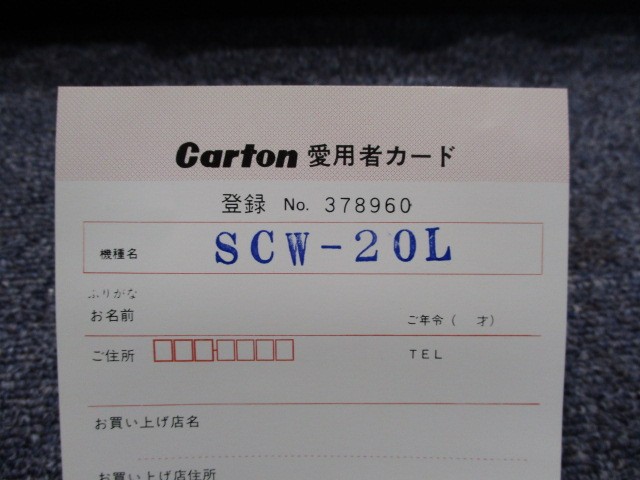 Carton 愛用者カード
登録 No. 378960
機種名 SCW-20L
ふりがな
お名前 ご年令( 才)
ご住所 TEL
お買い上げ店名
お買い上げ店住所